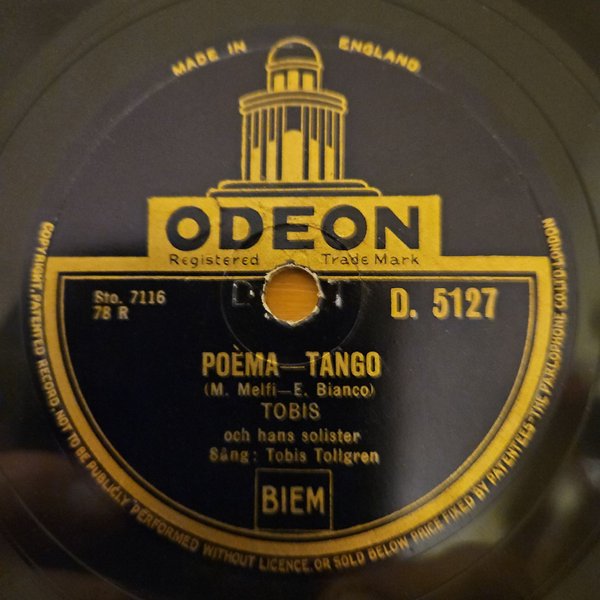 MADE IN ENGLAND
ODEON
Registered Trade Mark
Sto. 7116
78 R
D. 5127
POÈMA—TANGO
(M. Melfi—E. Bianco)
TOBIS
och hans solister
Sång: Tobis Tollgren
BIEM
COPYRIGHT, PATENTED RECORD, NOT TO BE PUBLICLY PERFORMED WITHOUT LICENCE, OR SOLD BELOW PRICE FIXED BY PATENTEES "THE PARLOPHONE CO. LTD. LONDON